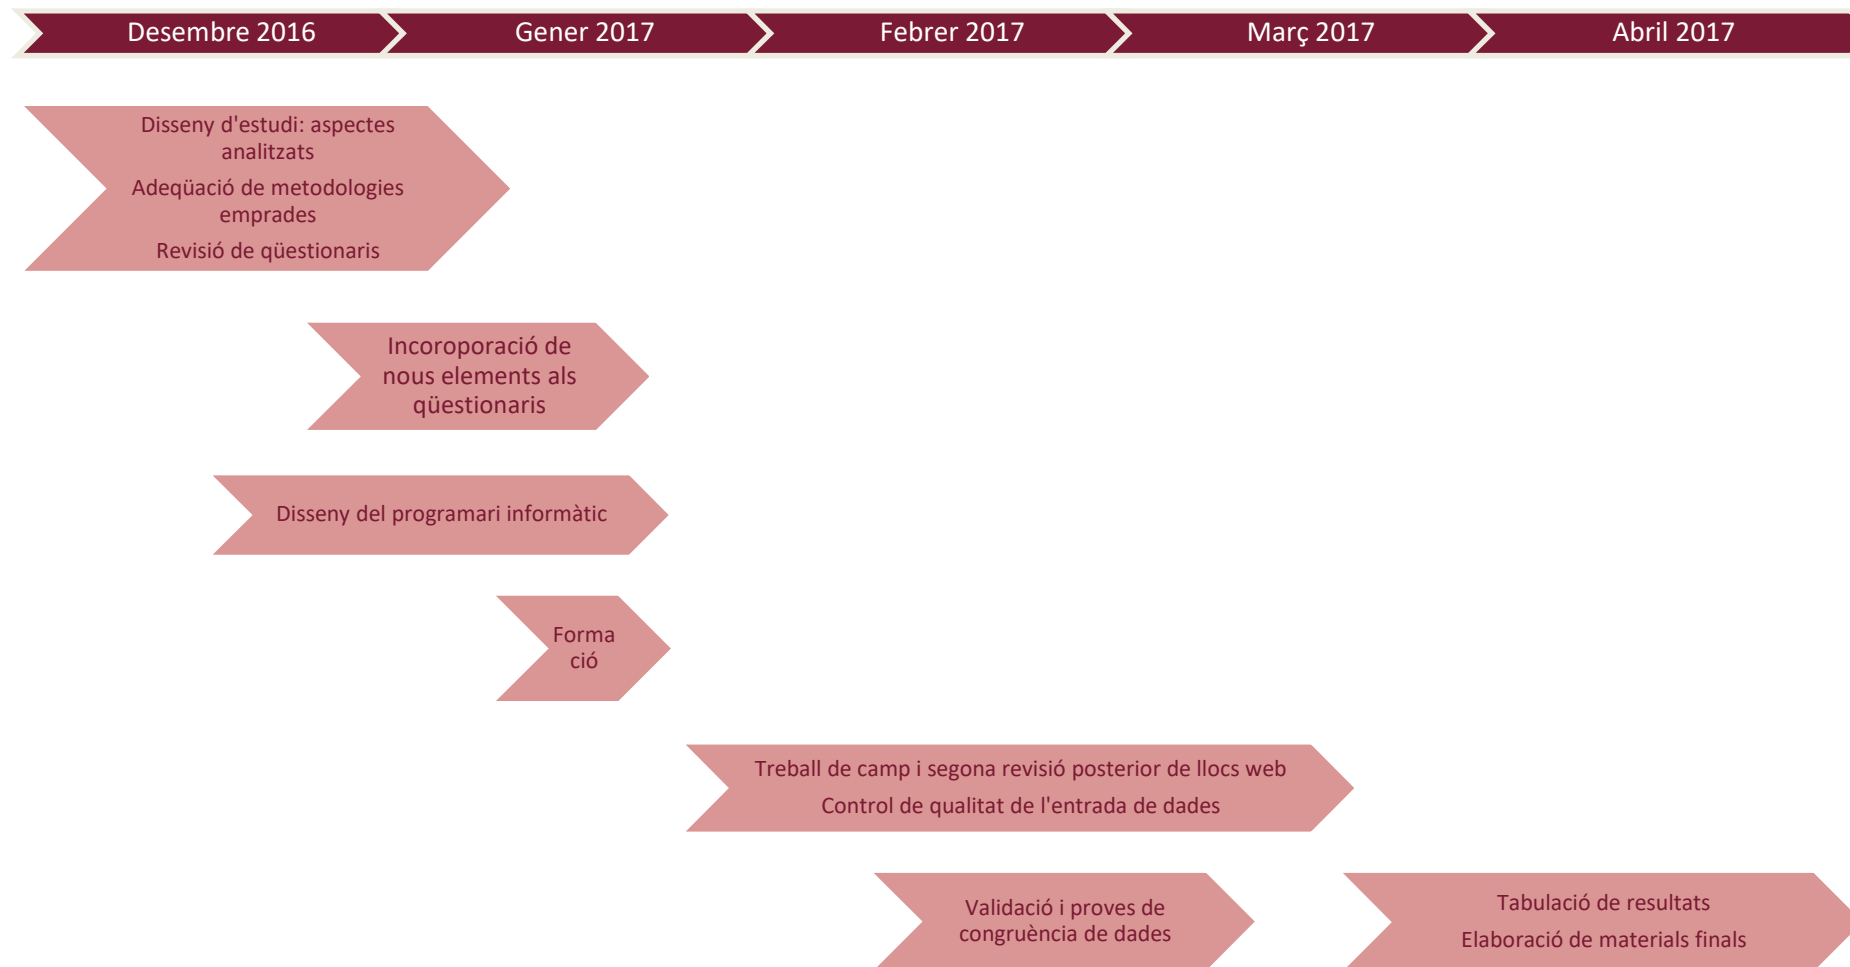 Desembre 2016
Gener 2017
Febrer 2017
Març 2017
Abril 2017
Disseny d'estudi: aspectes
analitzats
Adeqüació de metodologies
emprades
Revisió de qüestionaris
Incoroporació de
nous elements als
qüestionaris
Disseny del programari informàtic
Forma
ció
Treball de camp i segona revisió posterior de llocs web
Control de qualitat de l'entrada de dades
Validació i proves de
congruència de dades
Tabulació de resultats
Elaboració de materials finals